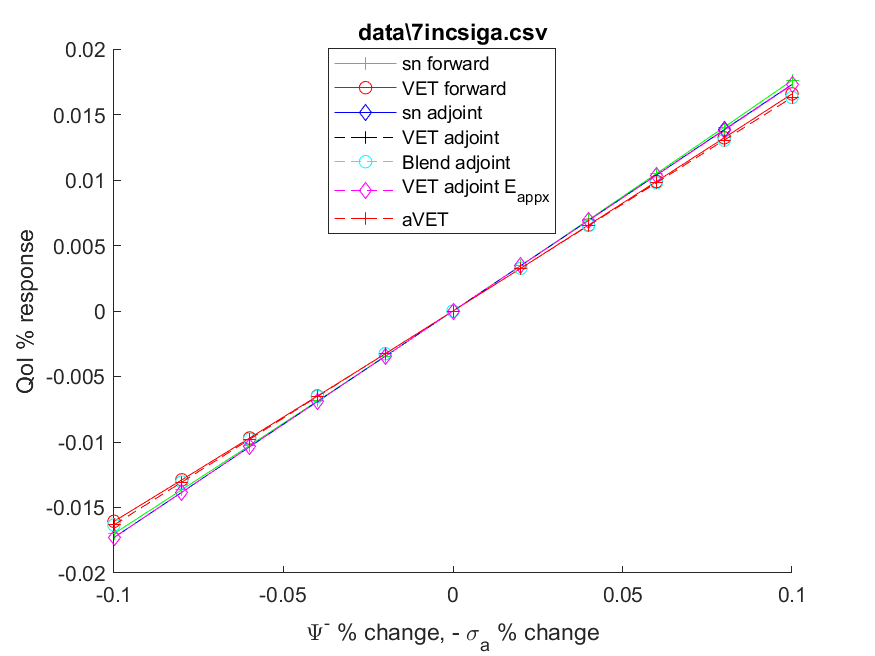 data\7incsiga.csv
sn forward
VET forward
sn adjoint
VET adjoint
Blend adjoint
VET adjoint E_appx
aVET
QoI % response
0.02
0.015
0.01
0.005
0
-0.005
-0.01
-0.015
-0.02
-0.1
-0.05
0
0.05
0.1
Ψ⁻ % change, - σ_a % change